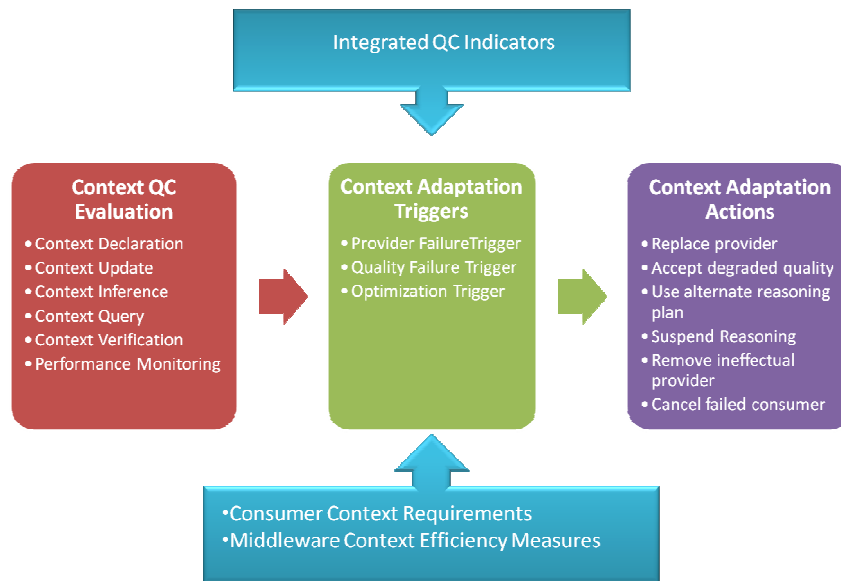 Integrated QC Indicators
Context QC
Evaluation
•Context Declaration
•Context Update
•Context Inference
•Context Query
•Context Verification
•Performance Monitoring
Context Adaptation
Triggers
•Provider FailureTrigger
•Quality Failure Trigger
•Optimization Trigger
Context Adaptation
Actions
•Replace provider
•Accept degraded quality
•Use alternate reasoning
plan
•Suspend Reasoning
•Remove ineffectual
provider
•Cancel failed consumer
•Consumer Context Requirements
•Middleware Context Efficiency Measures